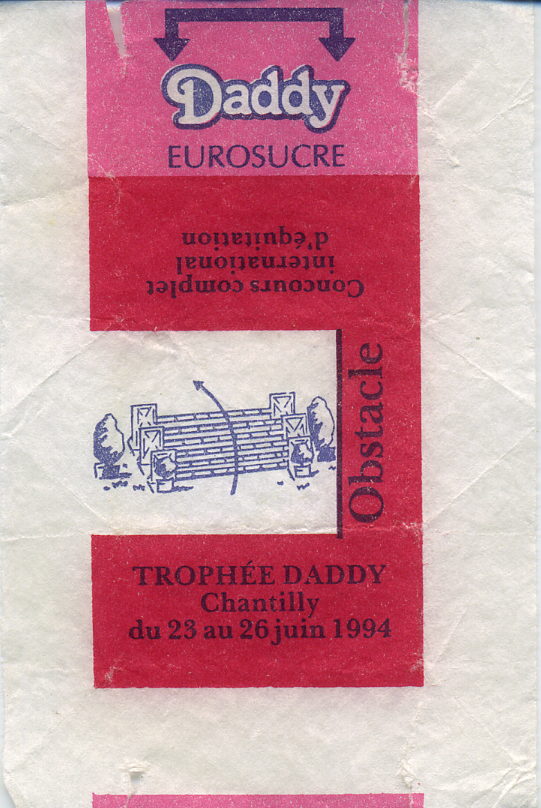 Daddy
EUROSUCRE
Concours complet
international
d'équitation
Obstacle
TROPHÉE DADDY
Chantilly
du 23 au 26 juin 1994